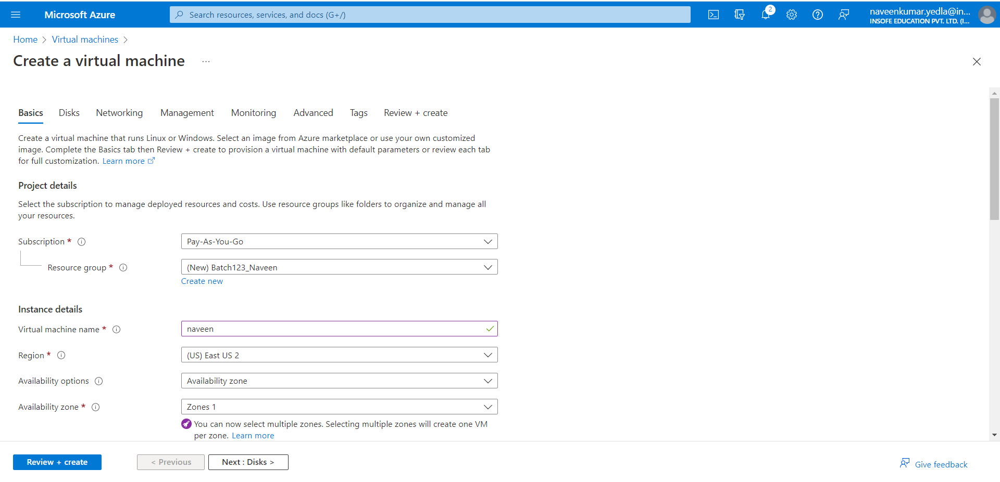 Microsoft Azure
Search resources, services, and docs (G+/)
2
naveenkumar.yedla@in...
INSOFE EDUCATION PVT. LTD. (I...
Home > Virtual machines >
Create a virtual machine ...
Basics Disks Networking Management Monitoring Advanced Tags Review + create
Create a virtual machine that runs Linux or Windows. Select an image from Azure marketplace or use your own customized
image. Complete the Basics tab then Review + create to provision a virtual machine with default parameters or review each tab
for full customization. Learn more
Project details
Select the subscription to manage deployed resources and costs. Use resource groups like folders to organize and manage all
your resources.
Subscription * Pay-As-You-Go
Resource group * (New) Batch123_Naveen
Create new
Instance details
Virtual machine name * naveen
Region * (US) East US 2
Availability options Availability zone
Availability zone * Zones 1
You can now select multiple zones. Selecting multiple zones will create one VM
per zone. Learn more
Review + create < Previous Next : Disks > Give feedback